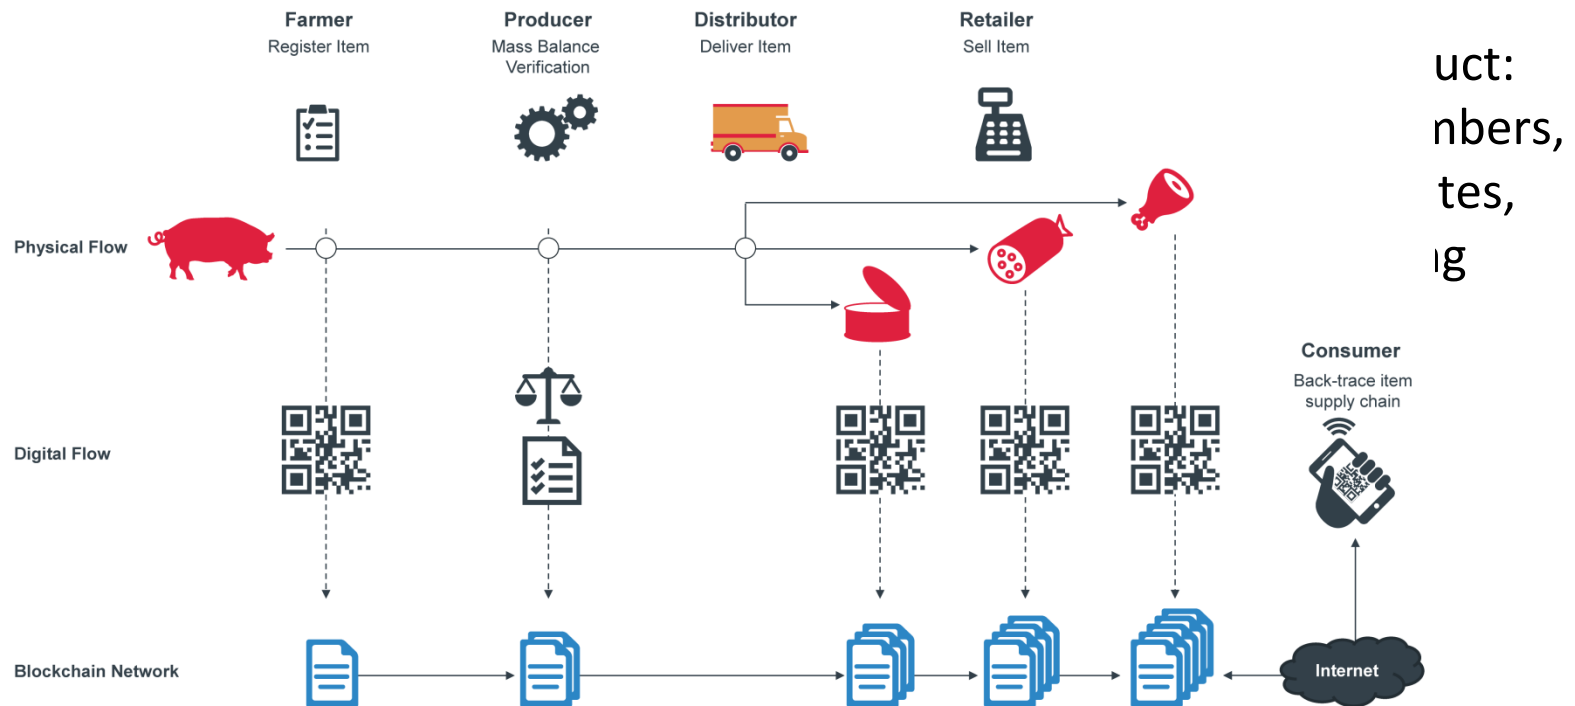 Farmer
Register Item
Producer
Mass Balance
Verification
Distributor
Deliver Item
Retailer
Sell Item
uct:
nbers,
tes,
Physical Flow
Consumer
Back-trace item
supply chain
Digital Flow
Blockchain Network
Internet